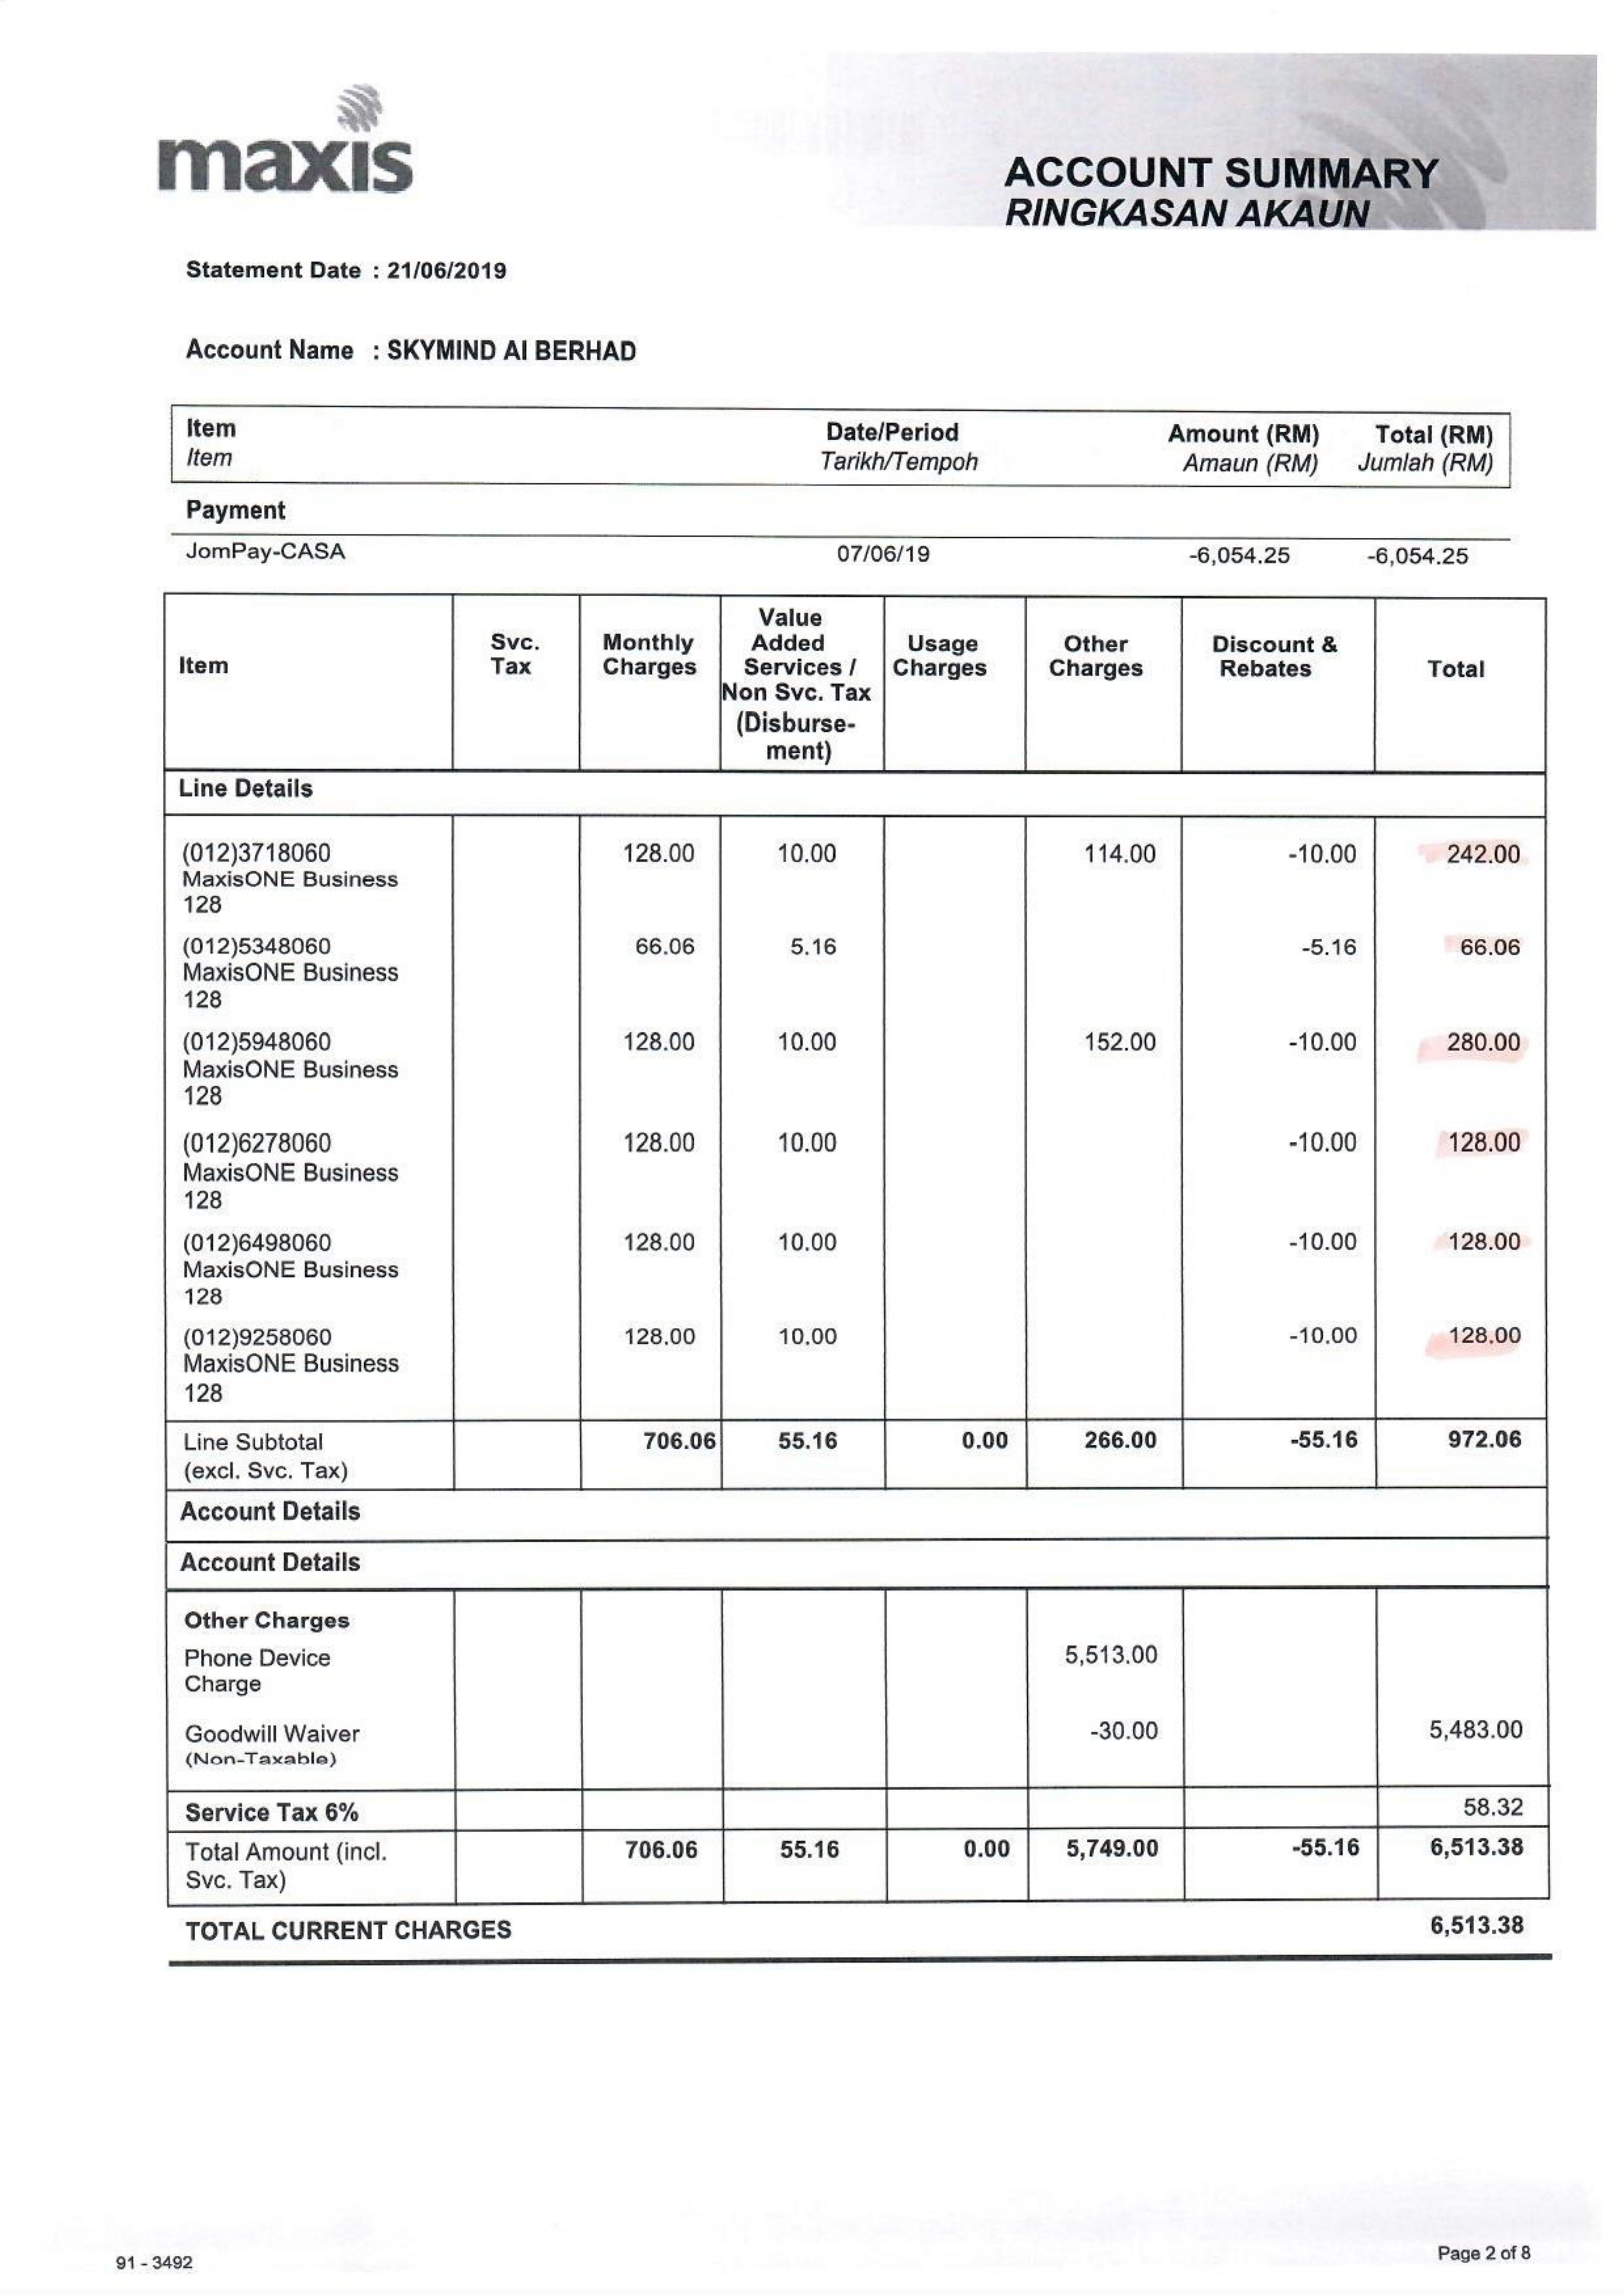 maxis
ACCOUNT SUMMARY
RINGKASAN AKAUN
Statement Date : 21/06/2019
Account Name : SKYMIND AI BERHAD
Item Date/Period Amount (RM) Total (RM)
Item Tarikh/Tempoh Amaun (RM) Jumlah (RM)
Payment
JomPay-CASA 07/06/19 -6,054.25 -6,054.25
Item Svc. Tax Monthly Charges Value Added Services / Non Svc. Tax (Disburse-ment) Usage Charges Other Charges Discount & Rebates Total
Line Details
(012)3718060 128.00 10.00 114.00 -10.00 242.00
MaxisONE Business
128
(012)5348060 66.06 5.16 -5.16 66.06
MaxisONE Business
128
(012)5948060 128.00 10.00 152.00 -10.00 280.00
MaxisONE Business
128
(012)6278060 128.00 10.00 -10.00 128.00
MaxisONE Business
128
(012)6498060 128.00 10.00 -10.00 128.00
MaxisONE Business
128
(012)9258060 128.00 10.00 -10.00 128.00
MaxisONE Business
128
Line Subtotal 706.06 55.16 0.00 266.00 -55.16 972.06
(excl. Svc. Tax)
Account Details
Account Details
Other Charges
Phone Device 5,513.00
Charge
Goodwill Waiver -30.00 5,483.00
(Non-Taxable)
Service Tax 6% 58.32
Total Amount (incl. 706.06 55.16 0.00 5,749.00 -55.16 6,513.38
Svc. Tax)
TOTAL CURRENT CHARGES 6,513.38
91 - 3492 Page 2 of 8